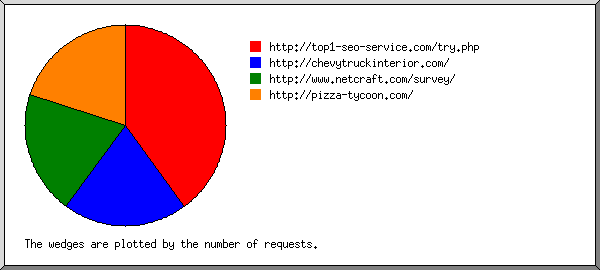 http://top1-seo-service.com/try.php
http://chevytruckinterior.com/
http://www.netcraft.com/survey/
http://pizza-tycoon.com/
The wedges are plotted by the number of requests.